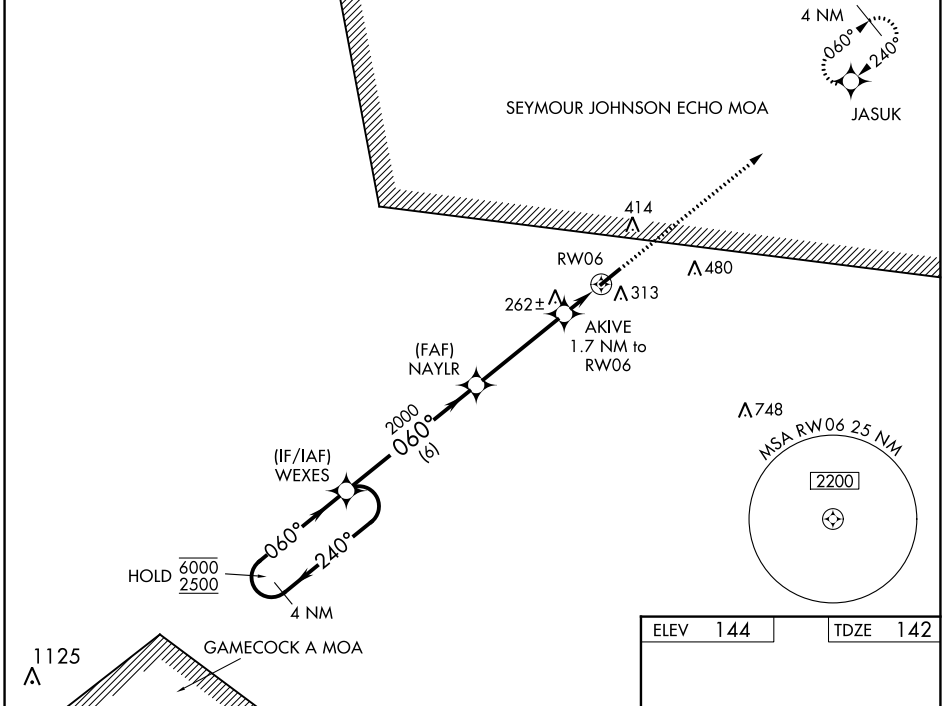 4 NM
060°
240°
JASUK
SEYMOUR JOHNSON ECHO MOA
414
480
RW06
313
262±
AKIVE
1.7 NM to
RW06
(FAF)
NAYLR
2000
060°
(6)
748
MSA RW06 25 NM
2200
(IF/IAF)
WEXES
060°
240°
HOLD 6000
2500
4 NM
ELEV 144 TDZE 142
GAMECOCK A MOA
1125